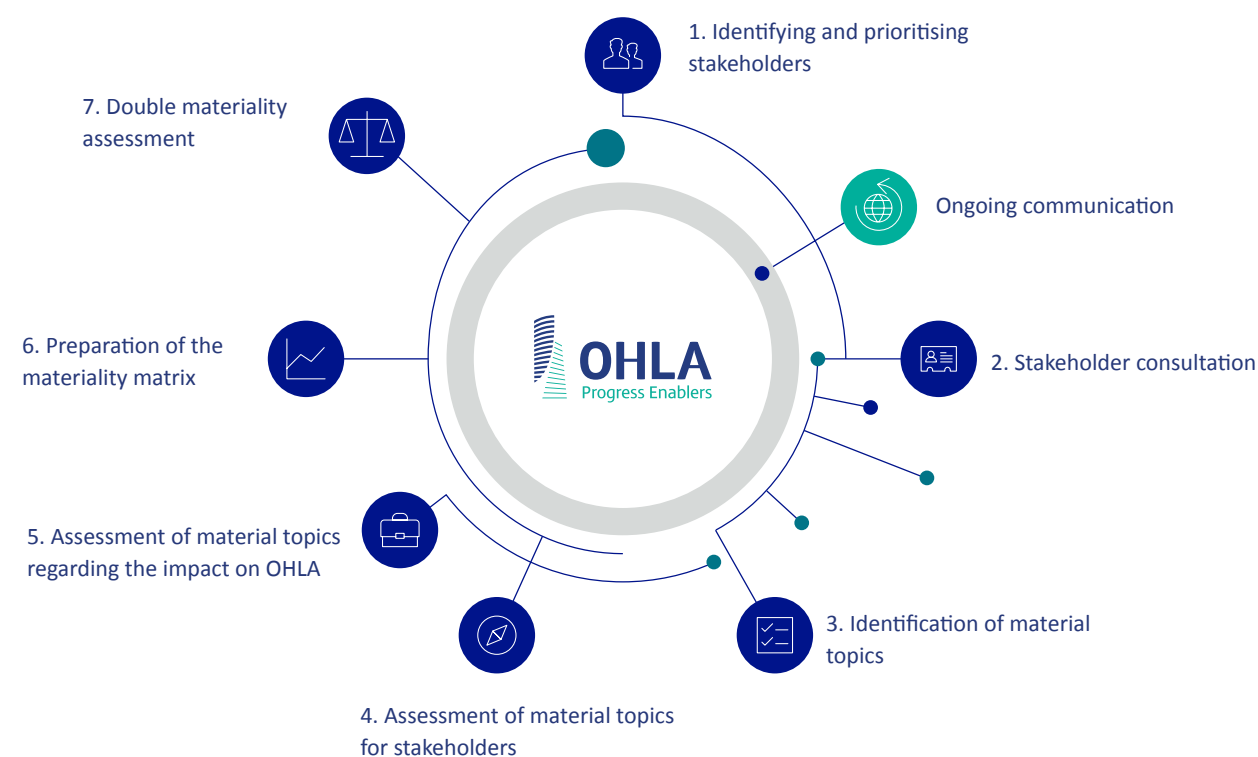 1. Identifying and prioritising
stakeholders
7. Double materiality
assessment
Ongoing communication
OHLA
Progress Enablers
6. Preparation of the
materiality matrix
2. Stakeholder consultation
5. Assessment of material topics
regarding the impact on OHLA
3. Identification of material
topics
4. Assessment of material topics
for stakeholders